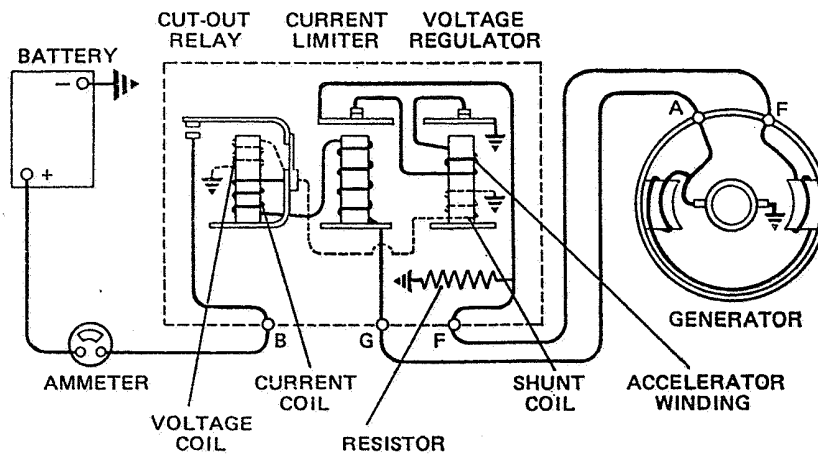 CUT-OUT
RELAY
CURRENT
LIMITER
VOLTAGE
REGULATOR
BATTERY
−
+
A
F
GENERATOR
B
G
F
AMMETER
VOLTAGE
COIL
CURRENT
COIL
RESISTOR
SHUNT
COIL
ACCELERATOR
WINDING